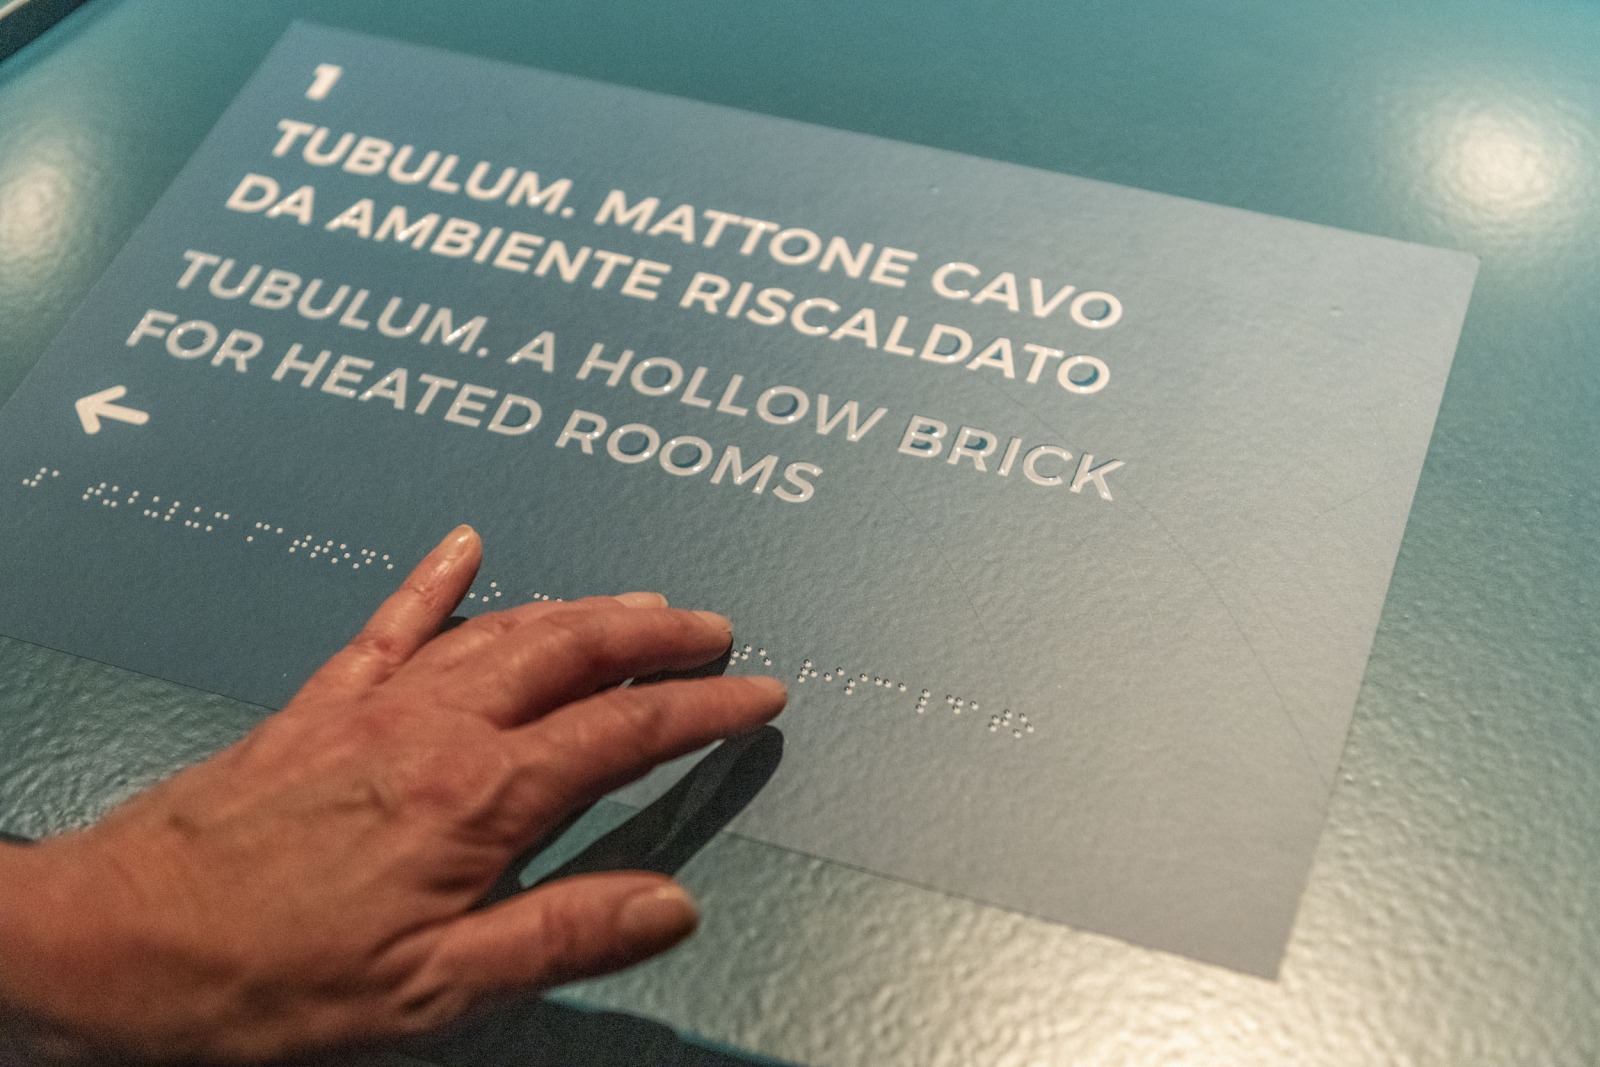 1
TUBULUM. MATTONE CAVO
DA AMBIENTE RISCALDATO
TUBULUM. A HOLLOW BRICK
FOR HEATED ROOMS
←